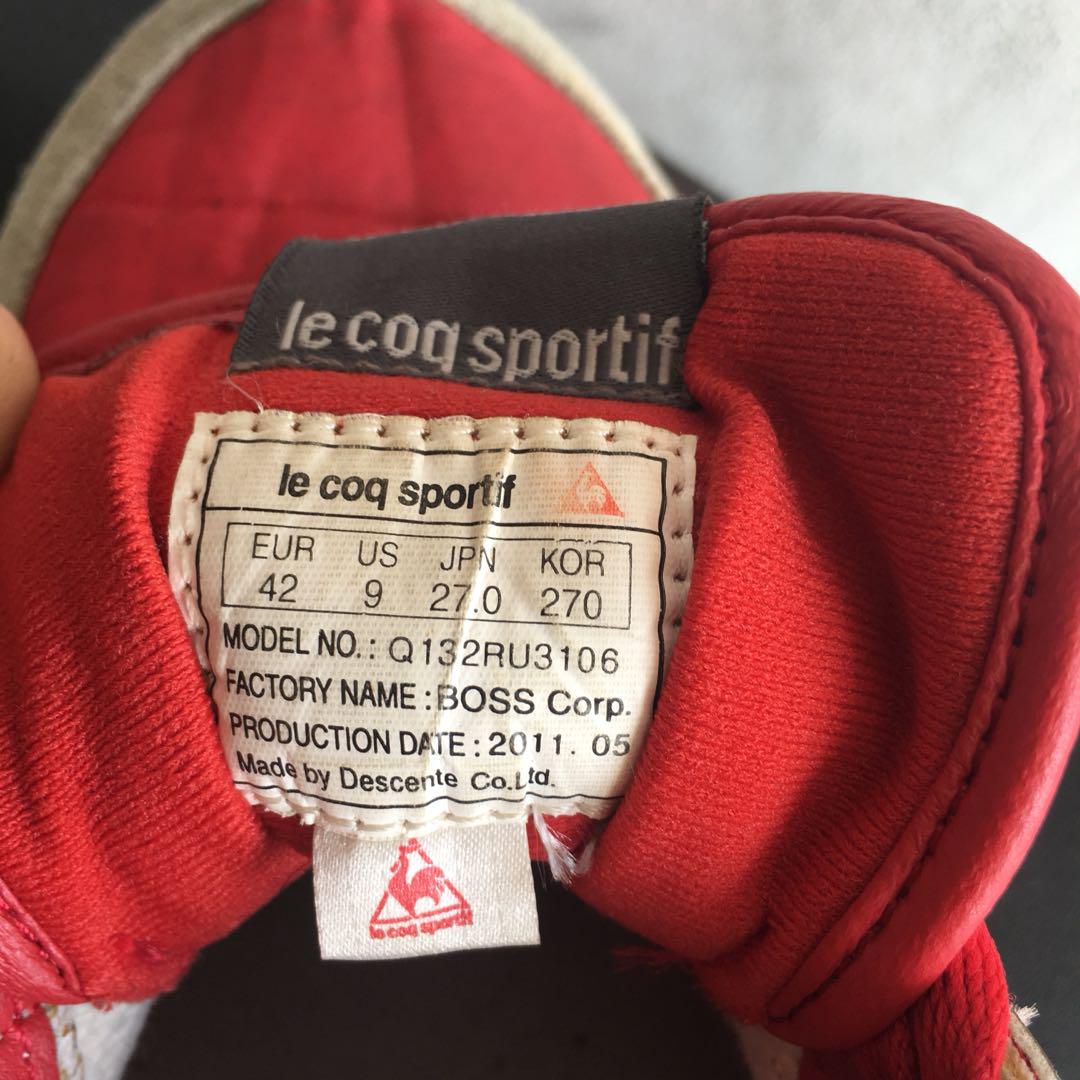 le coq sportif
le coq sportif
EUR US JPN KOR
42 9 27.0 270
MODEL NO.: Q132RU3106
FACTORY NAME : BOSS Corp.
PRODUCTION DATE : 2011. 05
Made by Descente Co.Ltd.
le coq sportif